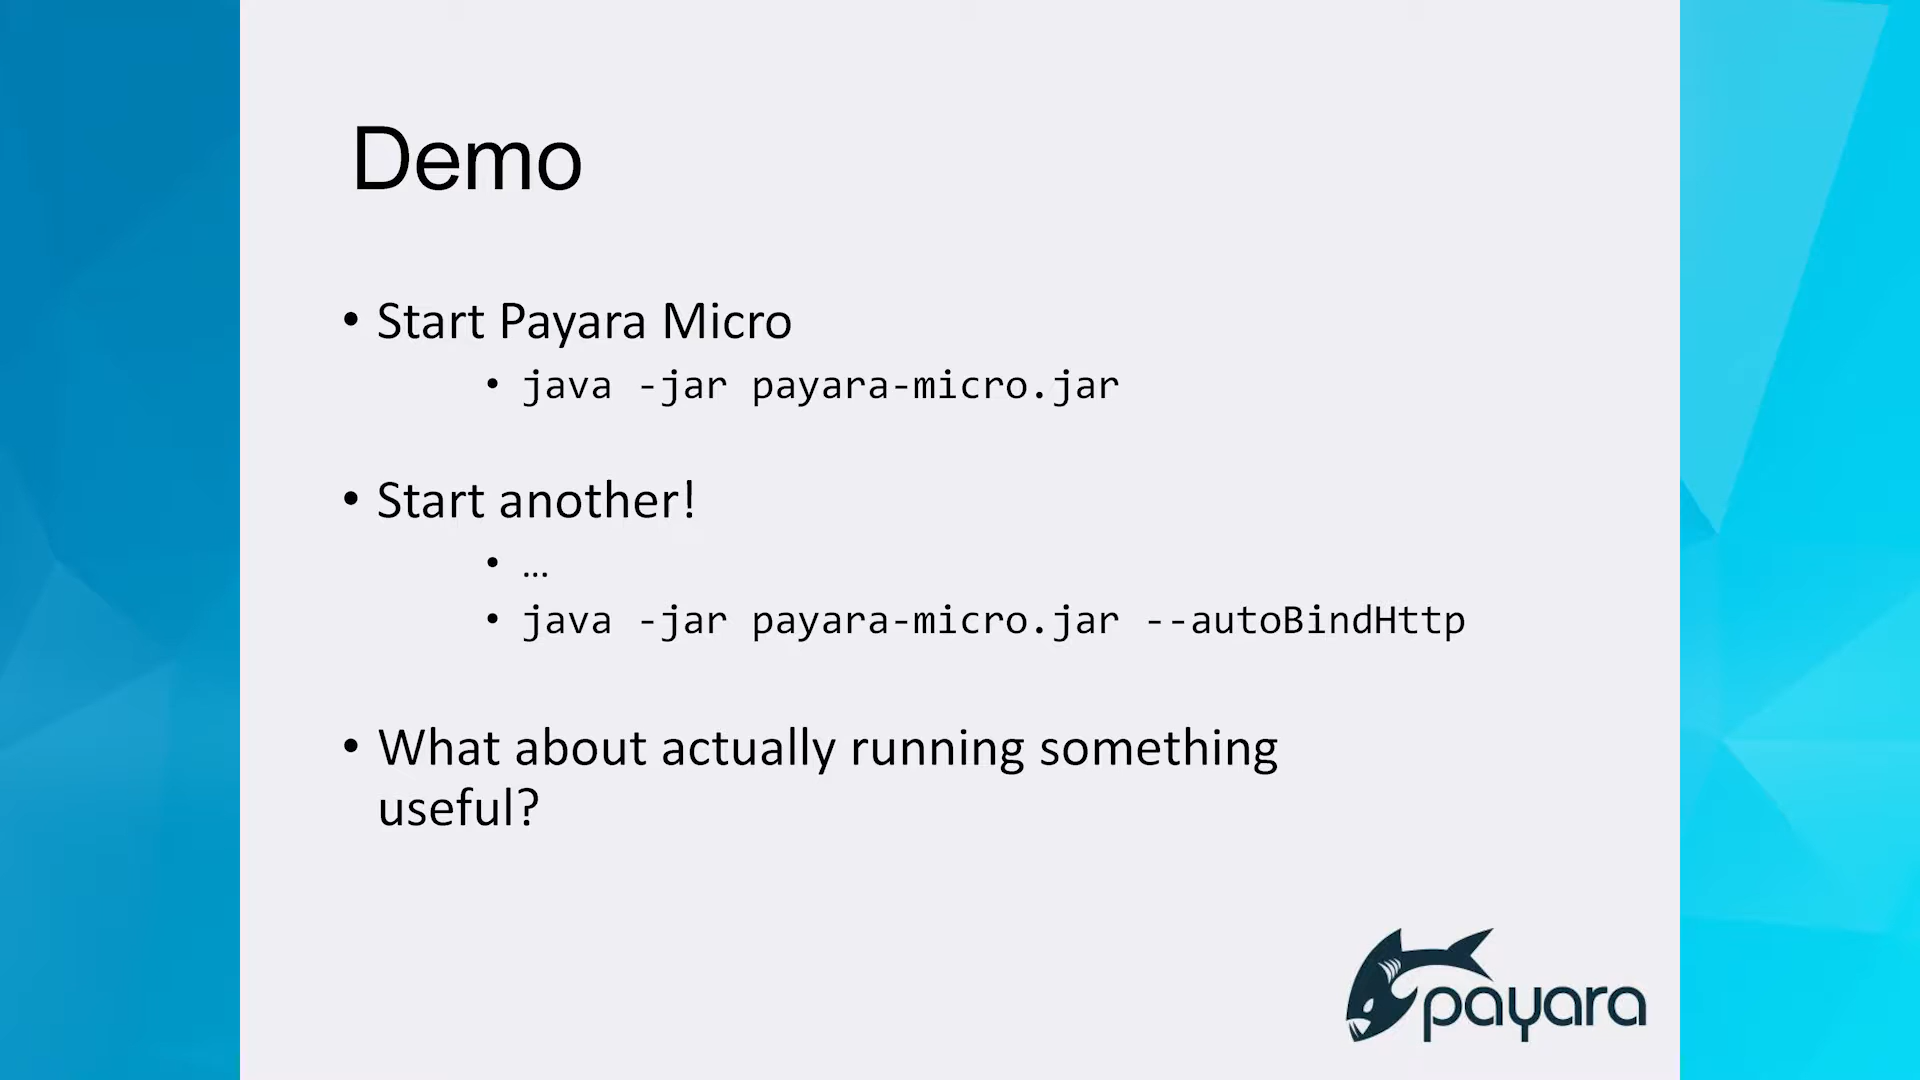 Demo
• Start Payara Micro
• java -jar payara-micro.jar
• Start another!
• …
• java -jar payara-micro.jar --autoBindHttp
• What about actually running something
useful?
payara